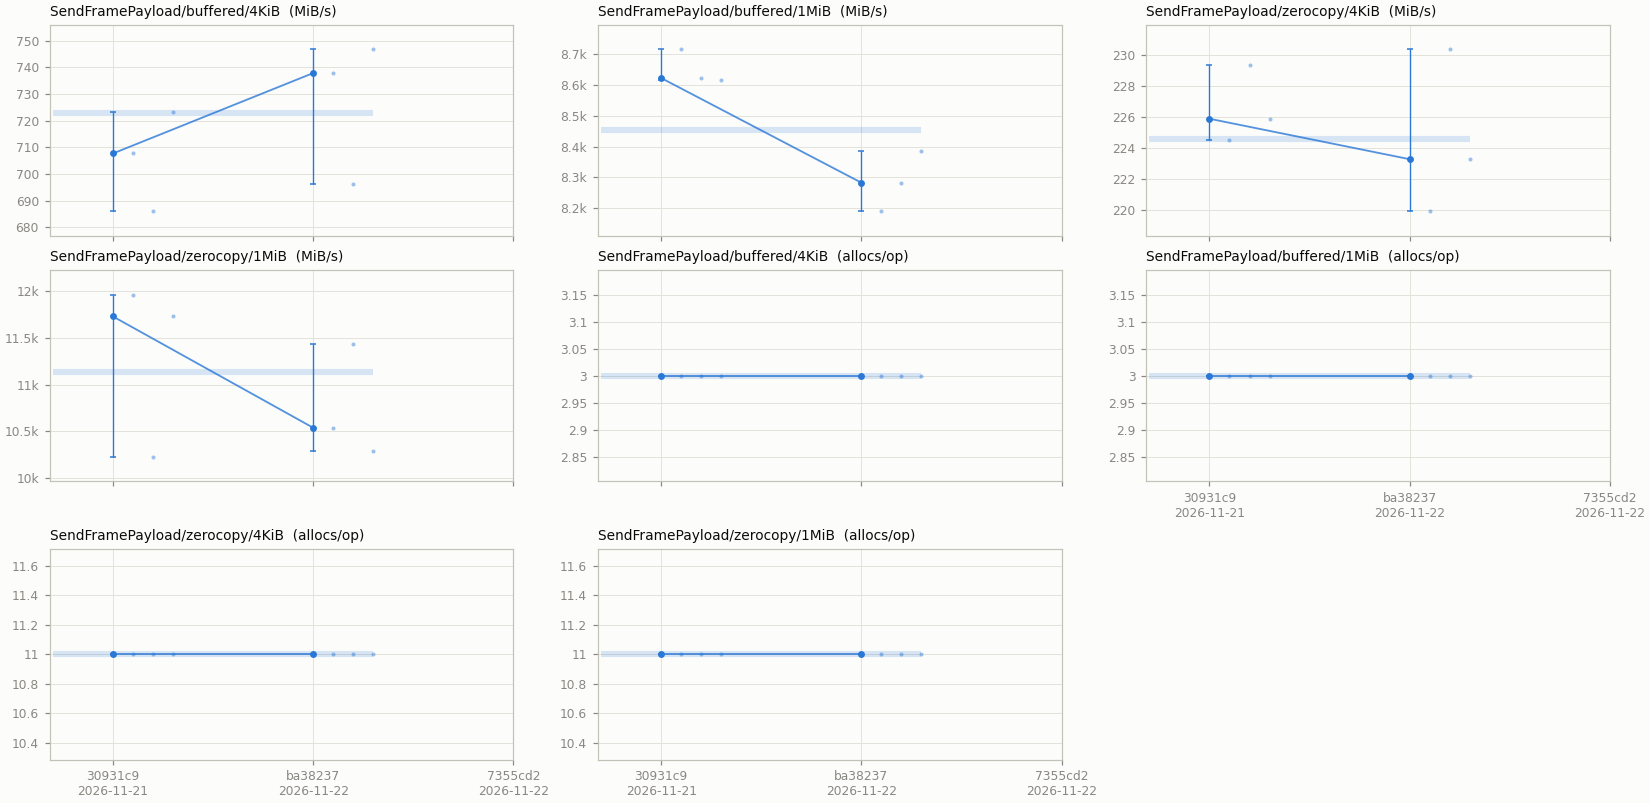 SendFramePayload/buffered/4KiB (MiB/s)
750
740
730
720
710
700
690
680
SendFramePayload/buffered/1MiB (MiB/s)
8.7k
8.6k
8.5k
8.4k
8.3k
8.2k
SendFramePayload/zerocopy/4KiB (MiB/s)
230
228
226
224
222
220
SendFramePayload/zerocopy/1MiB (MiB/s)
12k
11.5k
11k
10.5k
10k
SendFramePayload/buffered/4KiB (allocs/op)
3.15
3.1
3.05
3
2.95
2.9
2.85
SendFramePayload/buffered/1MiB (allocs/op)
3.15
3.1
3.05
3
2.95
2.9
2.85
30931c9 ba38237 7355cd2
2026-11-21 2026-11-22 2026-11-22
SendFramePayload/zerocopy/4KiB (allocs/op)
11.6
11.4
11.2
11
10.8
10.6
10.4
30931c9 ba38237 7355cd2
2026-11-21 2026-11-22 2026-11-22
SendFramePayload/zerocopy/1MiB (allocs/op)
11.6
11.4
11.2
11
10.8
10.6
10.4
30931c9 ba38237 7355cd2
2026-11-21 2026-11-22 2026-11-22